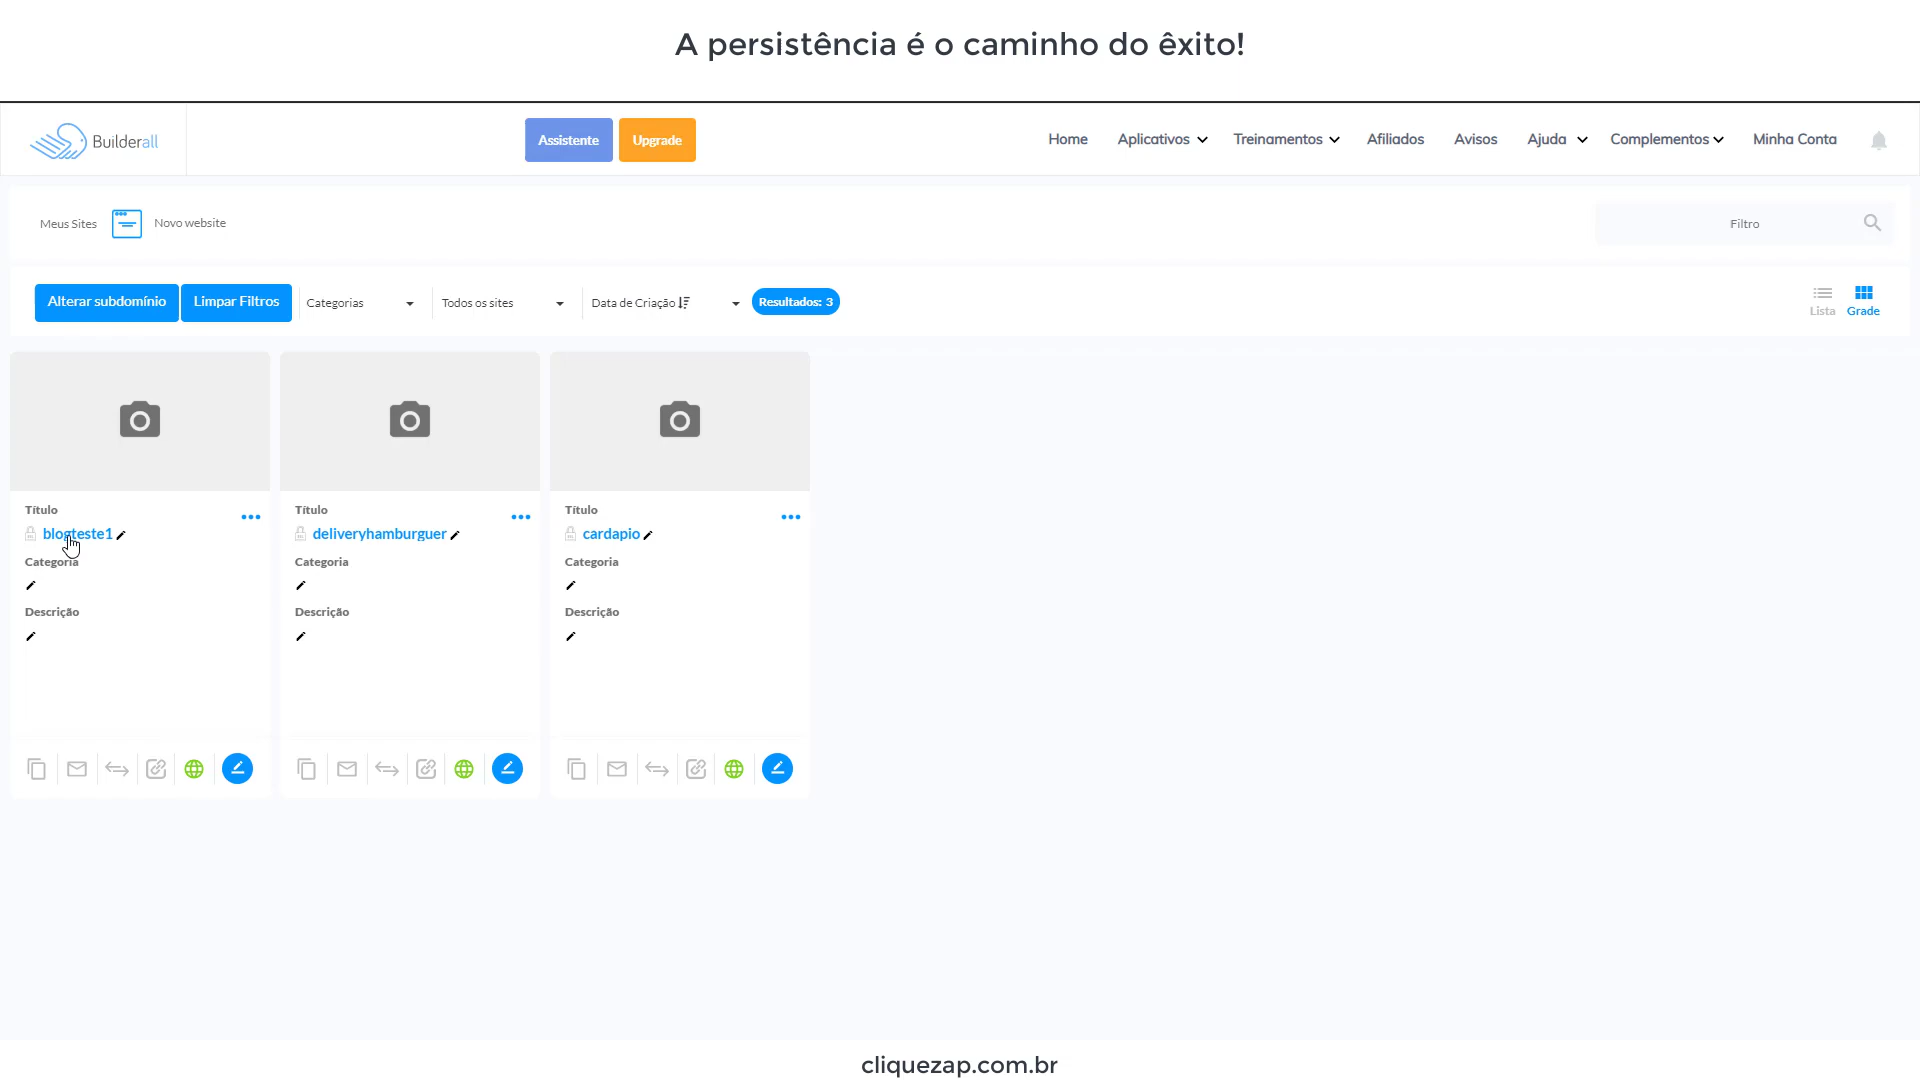 A persistência é o caminho do êxito!
Builderall
Assistente
Upgrade
Home
Aplicativos
Treinamentos
Afiliados
Avisos
Ajuda
Complementos
Minha Conta
Meus Sites
Novo website
Filtro
Alterar subdomínio
Limpar Filtros
Categorias
Todos os sites
Data de Criação
Resultados: 3
Lista
Grade
Título
blogteste1
Categoria
Descrição
Título
deliveryhamburguer
Categoria
Descrição
Título
cardapio
Categoria
Descrição
cliquezap.com.br